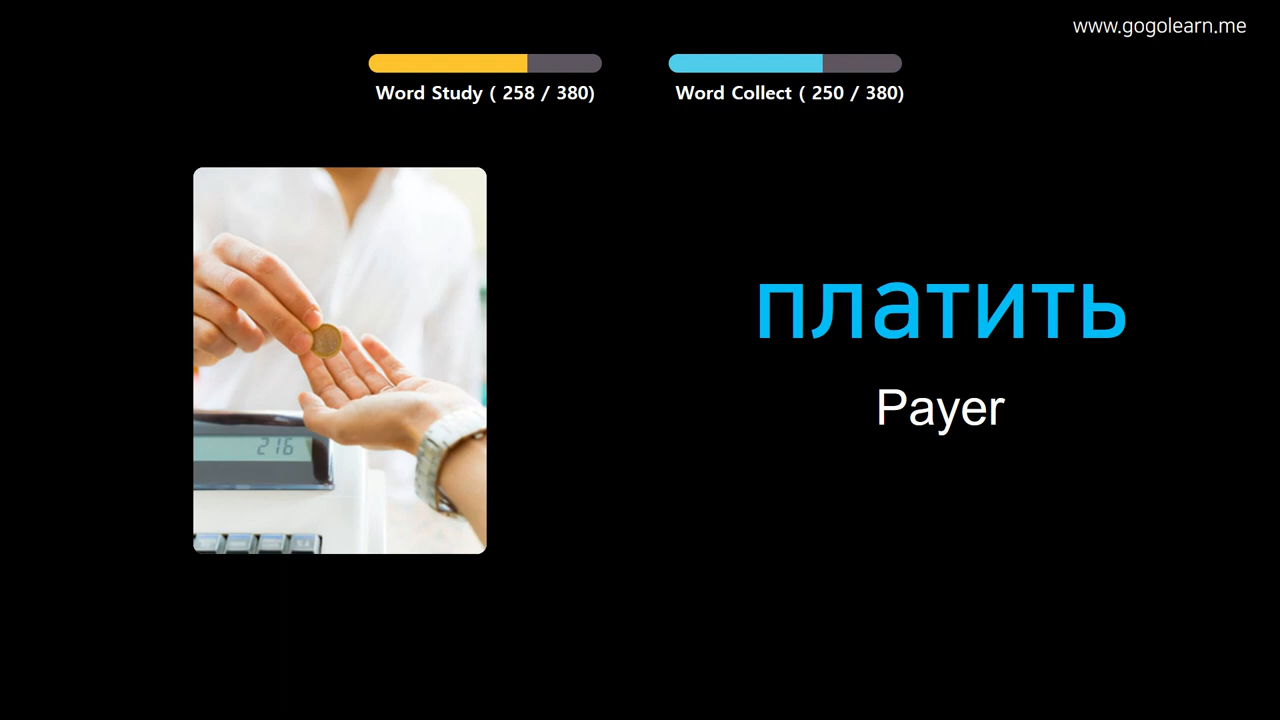 www.gogolearn.me
Word Study ( 258 / 380)
Word Collect ( 250 / 380)
платить
Payer
216